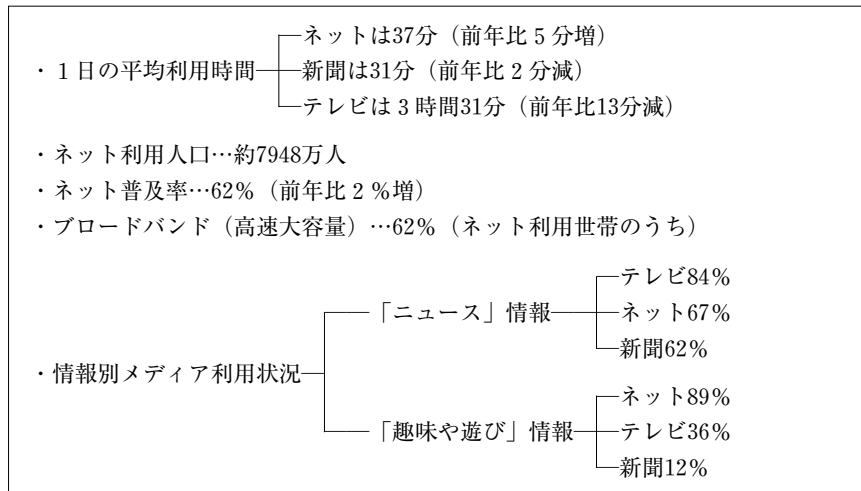 ネットは37分（前年比5分増）
・１日の平均利用時間
新聞は31分（前年比2分減）
テレビは3時間31分（前年比13分減）
・ネット利用人口…約7948万人
・ネット普及率…62%（前年比2%増）
・ブロードバンド（高速大容量）…62%（ネット利用世帯のうち）
・情報別メディア利用状況
「ニュース」情報
テレビ84%
ネット67%
新聞62%
「趣味や遊び」情報
ネット89%
テレビ36%
新聞12%